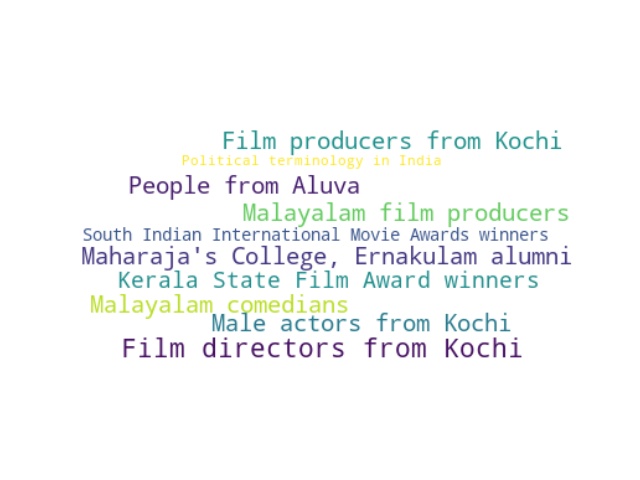 Film producers from Kochi
Political terminology in India
People from Aluva
Malayalam film producers
South Indian International Movie Awards winners
Maharaja's College, Ernakulam alumni
Kerala State Film Award winners
Malayalam comedians
Male actors from Kochi
Film directors from Kochi